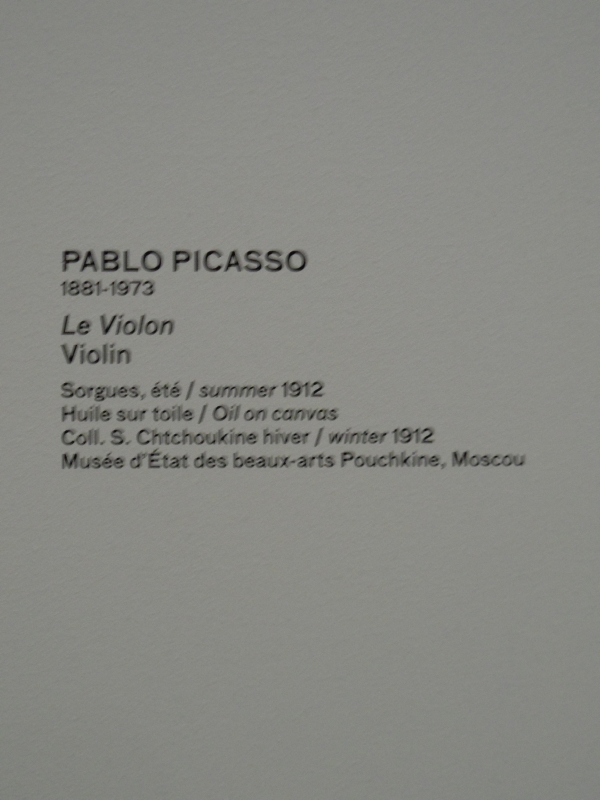 PABLO PICASSO
1881-1973
Le Violon
Violin
Sorgues, été / summer 1912
Huile sur toile / Oil on canvas
Coll. S. Chtchoukine hiver / winter 1912
Musée d'État des beaux-arts Pouchkine, Moscou